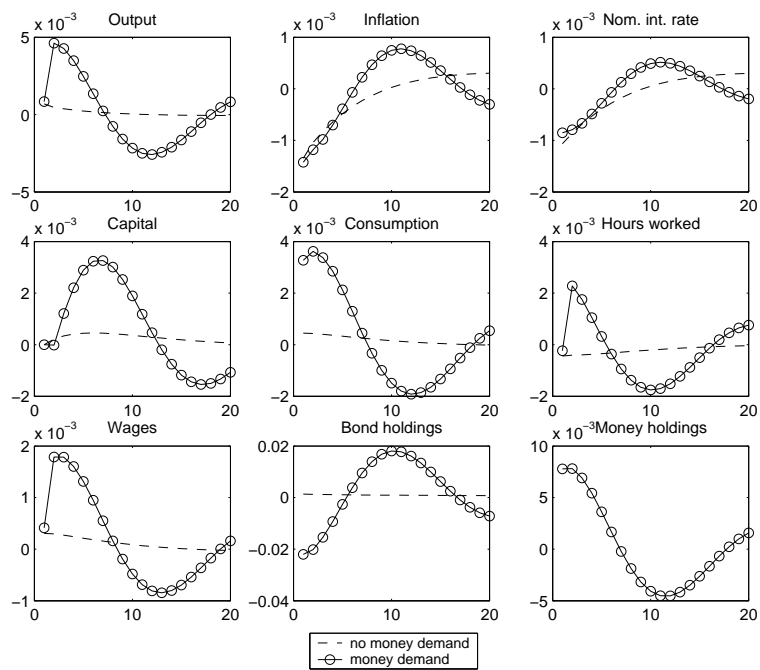 x 10⁻³ Output
5
0
−5
0 10 20
x 10⁻³ Inflation
1
0
−1
−2
0 10 20
x 10⁻³ Nom. int. rate
1
0
−1
−2
0 10 20
x 10⁻³ Capital
4
2
0
−2
0 10 20
x 10⁻³ Consumption
4
2
0
−2
0 10 20
x 10⁻³ Hours worked
4
2
0
−2
0 10 20
x 10⁻³ Wages
2
1
0
−1
0 10 20
Bond holdings
0.02
0
−0.02
−0.04
0 10 20
x 10⁻³ Money holdings
10
5
0
−5
0 10 20
no money demand
money demand